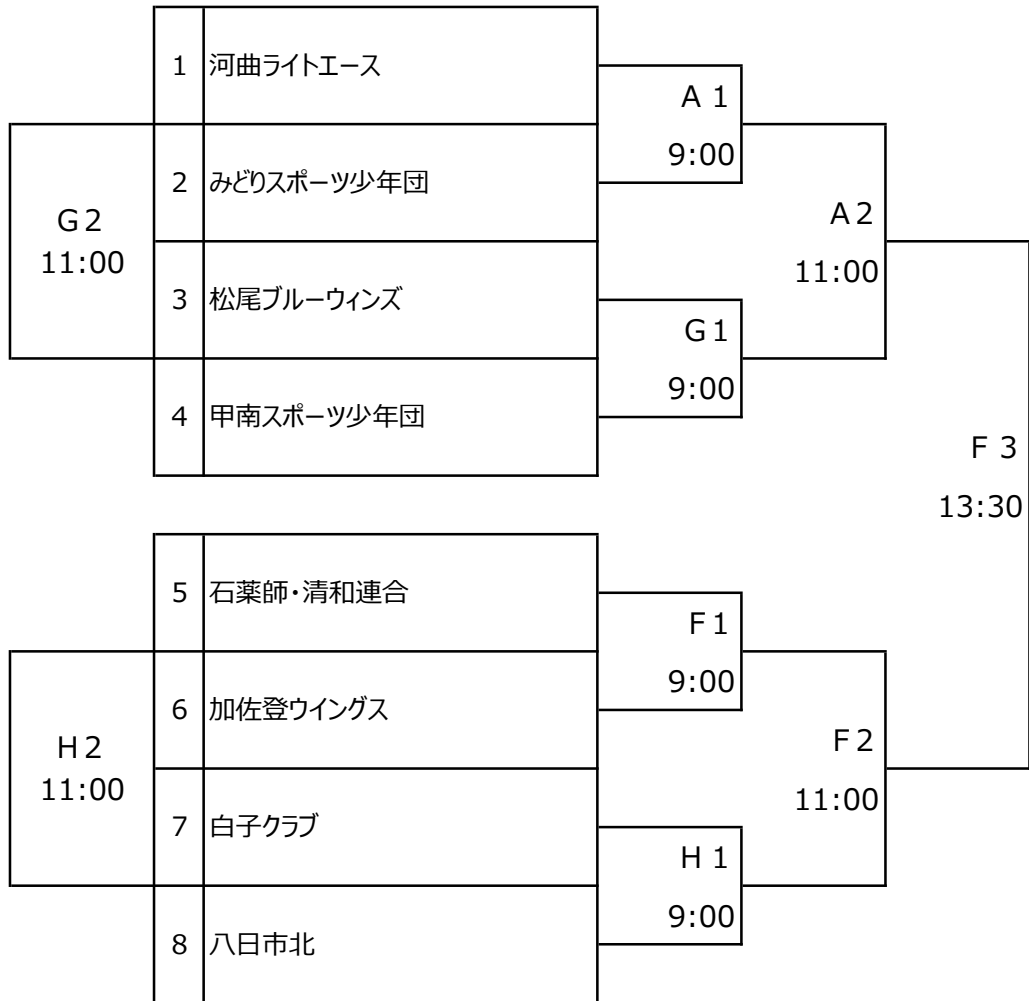 1 河曲ライトエース
A 1
9:00
2 みどりスポーツ少年団
G 2
11:00
A 2
11:00
3 松尾ブルーウィンズ
G 1
9:00
4 甲南スポーツ少年団
F 3
13:30
5 石薬師・清和連合
F 1
9:00
6 加佐登ウイングス
H 2
11:00
F 2
11:00
7 白子クラブ
H 1
9:00
8 八日市北